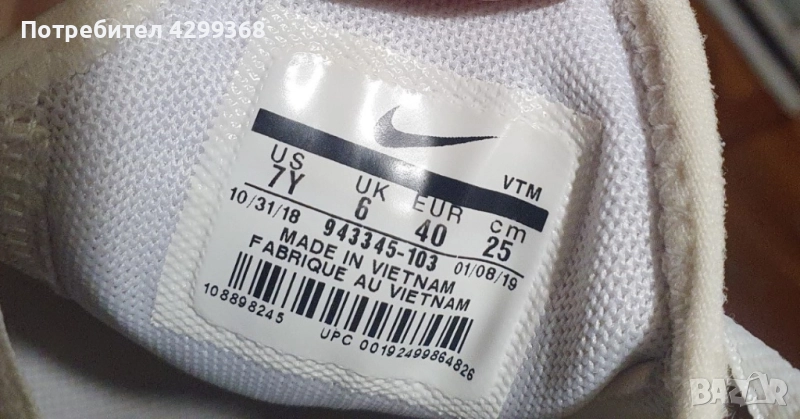 Потребител 4299368
VTM
US UK EUR cm
7Y 6 40 25
10/31/18 943345-103 01/08/19
MADE IN VIETNAM
FABRIQUE AU VIETNAM
108898245
UPC 00192499864826
BAZAR